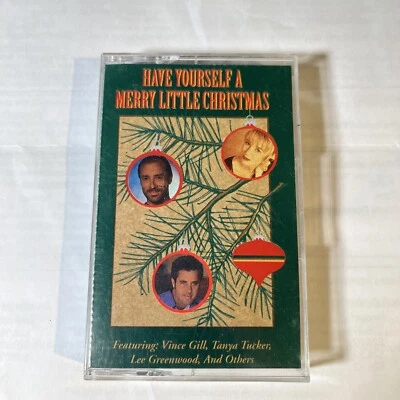 HAVE YOURSELF A
MERRY LITTLE CHRISTMAS
Featuring: Vince Gill, Tanya Tucker,
Lee Greenwood, And Others